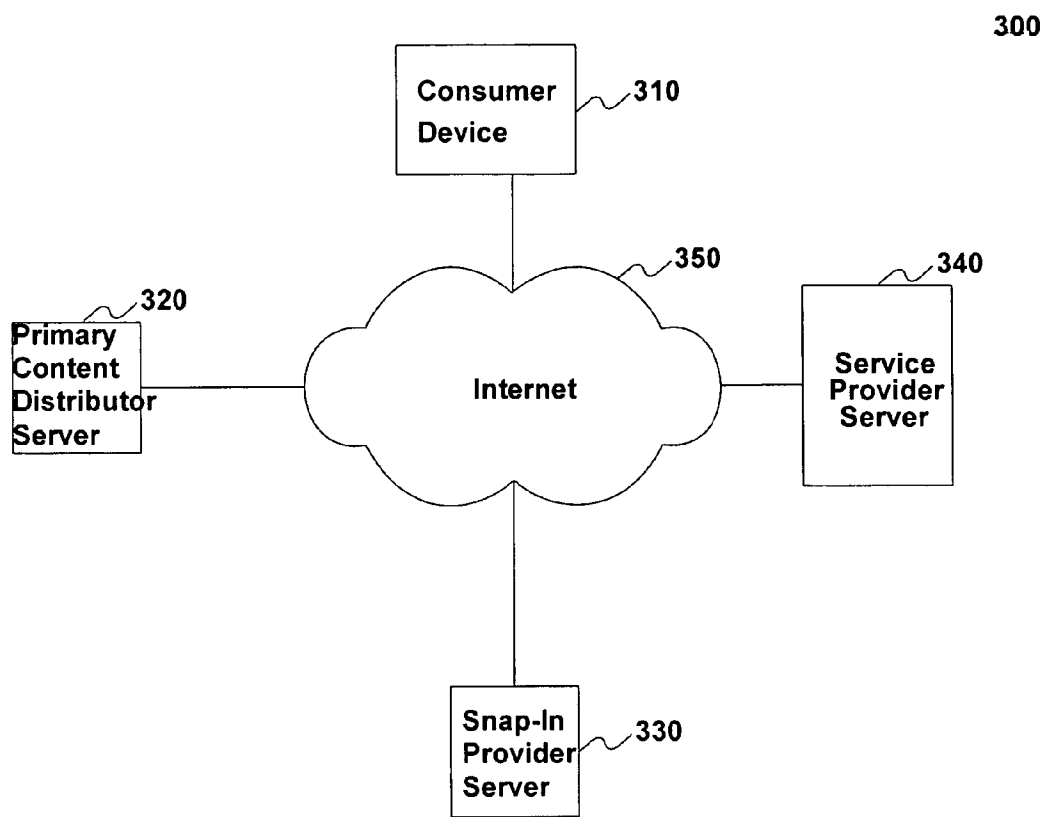 300
Consumer
Device
310
350
340
320
Primary
Content
Distributor
Server
Internet
Service
Provider
Server
Snap-In
Provider
Server
330